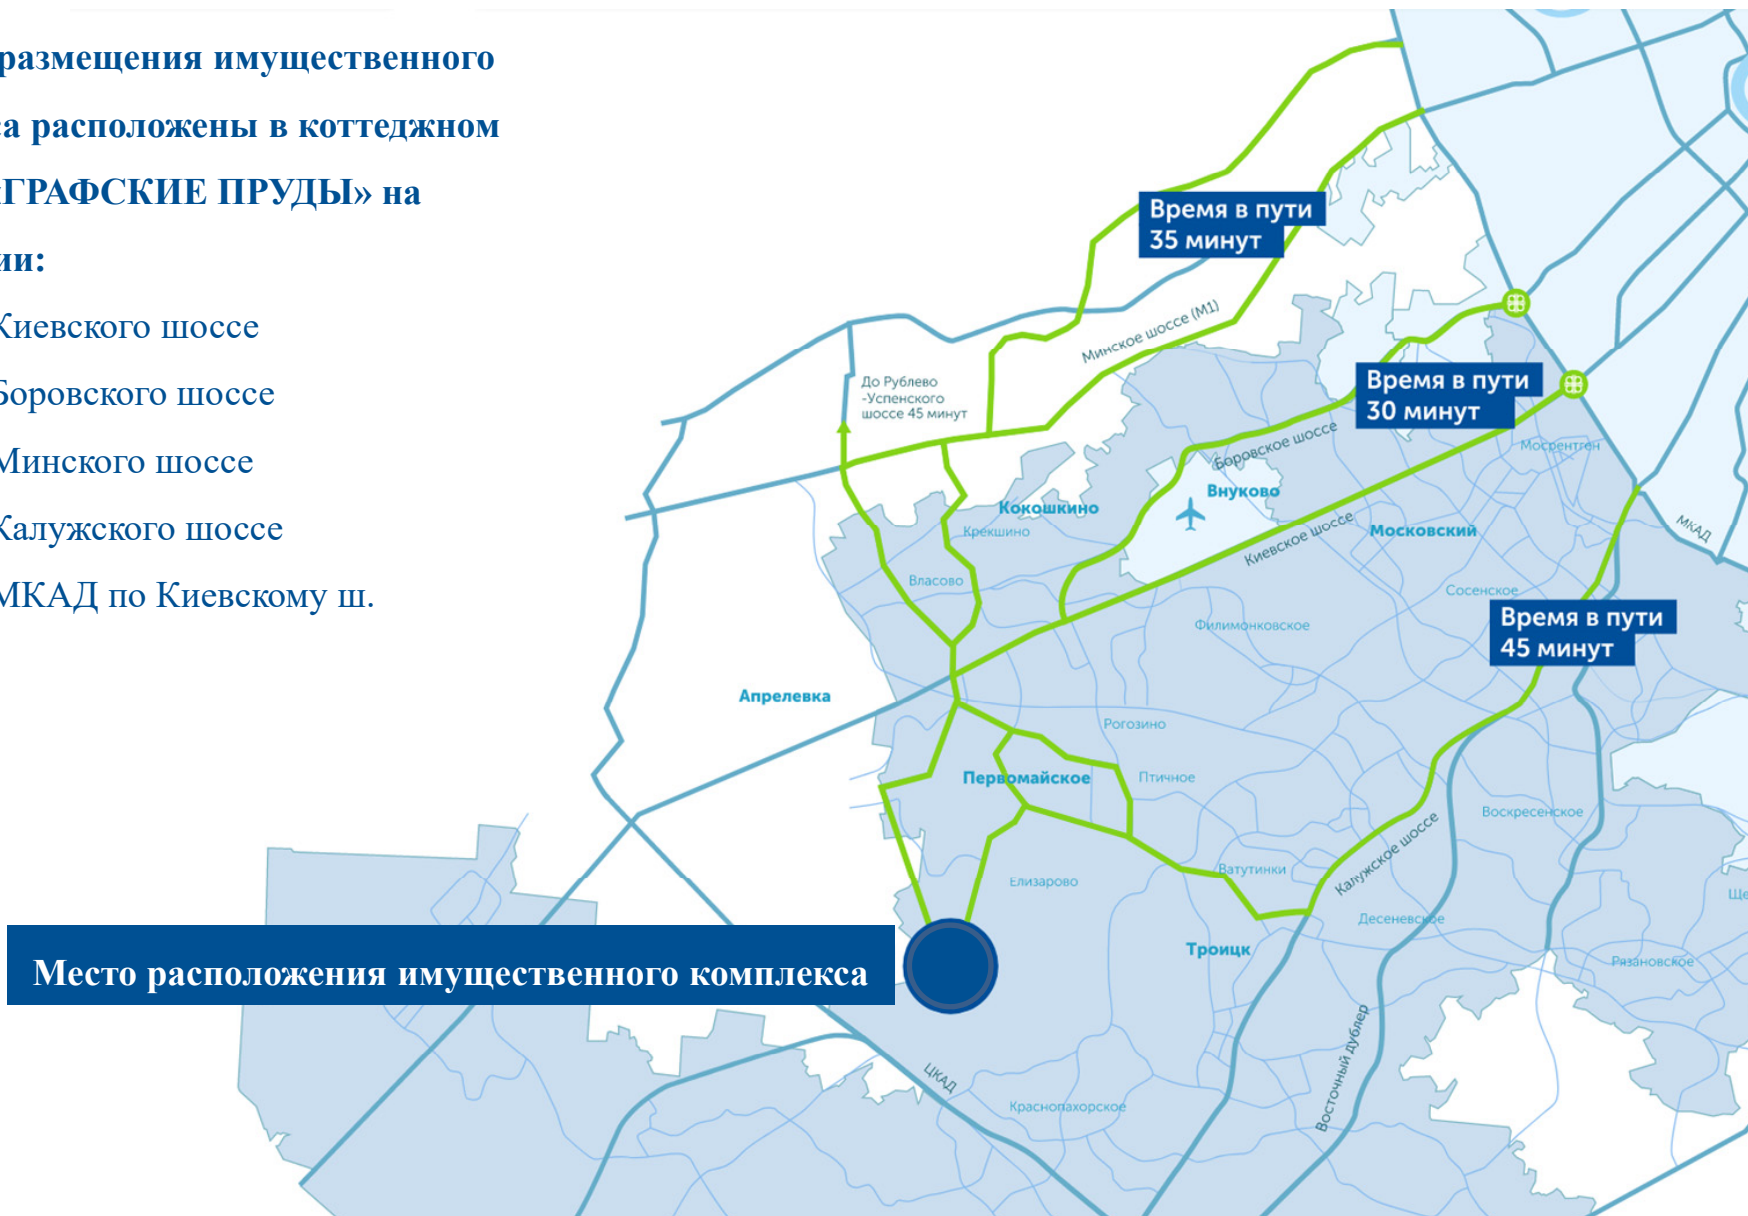 размещения имущественного
са расположены в коттеджном
«ГРАФСКИЕ ПРУДЫ» на
ии:
Киевского шоссе
Боровского шоссе
Минского шоссе
Калужского шоссе
МКАД по Киевскому ш.
Время в пути
35 минут
Минское шоссе (М1)
До Рублево
-Успенского
шоссе 45 минут
Время в пути
30 минут
Мосрентген
Боровское шоссе
Внуково
Кокошкино
Крекшино
Киевское шоссе
Московский
МКАД
Власово
Сосенское
Филимонковское
Время в пути
45 минут
Апрелевка
Рогозино
Первомайское
Птичное
Воскресенское
Калужское шоссе
Ватутинки
Елизарово
Ще
Десеневское
Троицк
Рязановское
Место расположения имущественного комплекса
ЦКАД
Восточный дублер
Краснопахорское